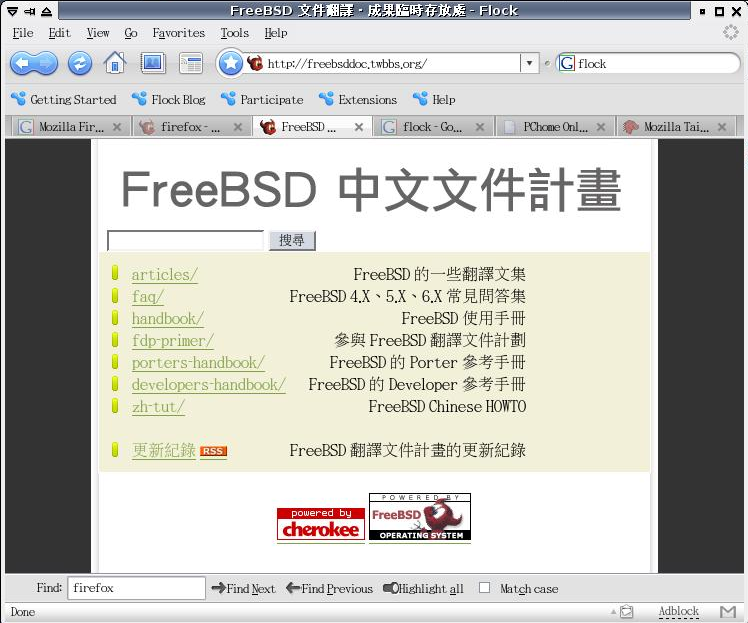 FreeBSD 文件翻譯 - 成果臨時存放處 - Flock
File Edit View Go Favorites Tools Help
http://freebsddoc.twbbs.org/ G flock
Getting Started Flock Blog Participate Extensions Help
G Mozilla Fir... firefox - ... FreeBSD ... G flock - Go... PChome Onl... Mozilla Tai...
FreeBSD 中文文件計畫
搜尋
articles/ FreeBSD 的一些翻譯文集
faq/ FreeBSD 4.X、5.X、6.X 常見問答集
handbook/ FreeBSD 使用手冊
fdp-primer/ 參與 FreeBSD 翻譯文件計劃
porters-handbook/ FreeBSD 的 Porter 參考手冊
developers-handbook/ FreeBSD 的 Developer 參考手冊
zh-tut/ FreeBSD Chinese HOWTO
更新紀錄 RSS FreeBSD 翻譯文件計畫的更新紀錄
powered by
cherokee
POWERED BY
FreeBSD
OPERATING SYSTEM
Find: firefox Find Next Find Previous Highlight all Match case
Done Adblock